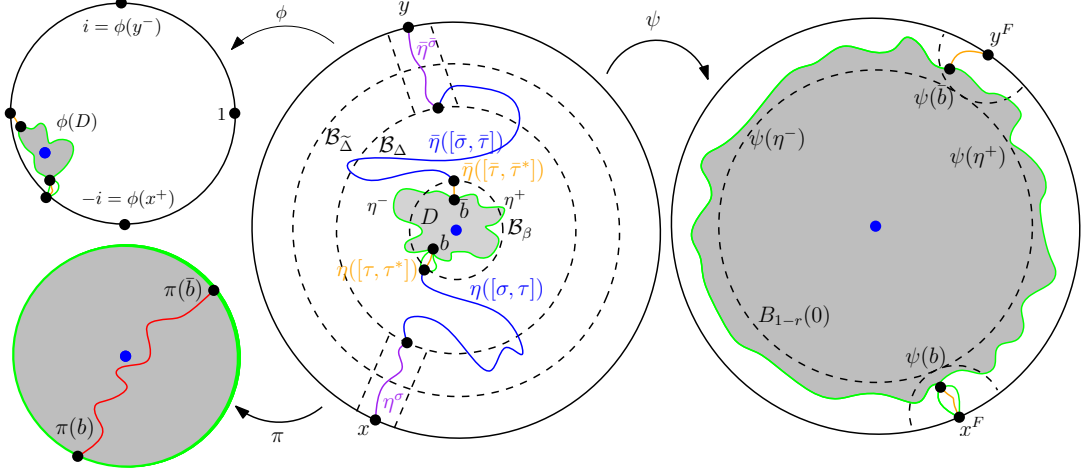 i = ϕ(y⁻)
ϕ
ϕ(D)
1
−i = ϕ(x⁺)
π(b̄)
π(b)
π
y
η̄^σ̄
𝓑_Δ̃
𝓑_Δ
η̄([σ̄, τ̄])
η̄([τ̄, τ̄*])
η⁻
D
b̄
η⁺
b
𝓑_β
η([τ, τ*])
η([σ, τ])
η^σ
x
ψ
y^F
ψ(b̄)
ψ(η⁻)
ψ(η⁺)
B_{1−r}(0)
ψ(b)
x^F